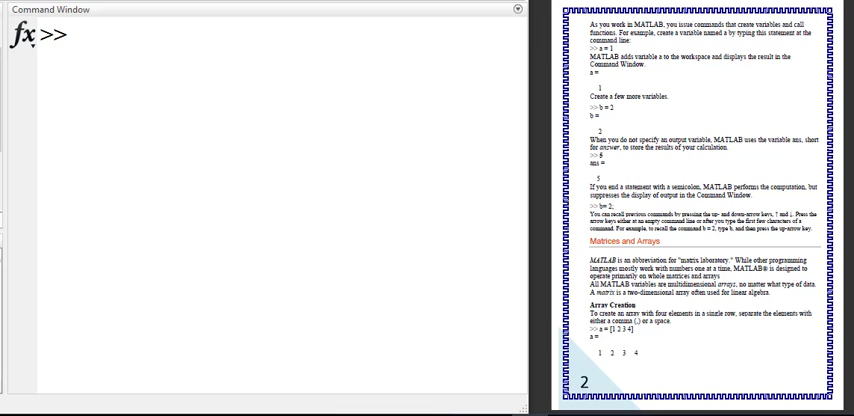 Command Window
fx >>
As you work in MATLAB, you issue commands that create variables and call
functions. For example, create a variable named a by typing this statement at the
command line:
>> a = 1
MATLAB adds variable a to the workspace and displays the result in the
Command Window.
a =
1
Create a few more variables.
>> b = 2
b =
2
When you do not specify an output variable, MATLAB uses the variable ans, short
for answer, to store the results of your calculation.
>> 5
ans =
5
If you end a statement with a semicolon, MATLAB performs the computation, but
suppresses the display of output in the Command Window.
>> b= 2;
You can recall previous commands by pressing the up- and down-arrow keys, ↑ and ↓. Press the
arrow keys either at an empty command line or after you type the first few characters of a
command. For example, to recall the command b = 2, type b, and then press the up-arrow key.
Matrices and Arrays
MATLAB is an abbreviation for "matrix laboratory." While other programming
languages mostly work with numbers one at a time, MATLAB® is designed to
operate primarily on whole matrices and arrays
All MATLAB variables are multidimensional arrays, no matter what type of data.
A matrix is a two-dimensional array often used for linear algebra.
Array Creation
To create an array with four elements in a single row, separate the elements with
either a comma (,) or a space.
>> a = [1 2 3 4]
a =
1 2 3 4
2